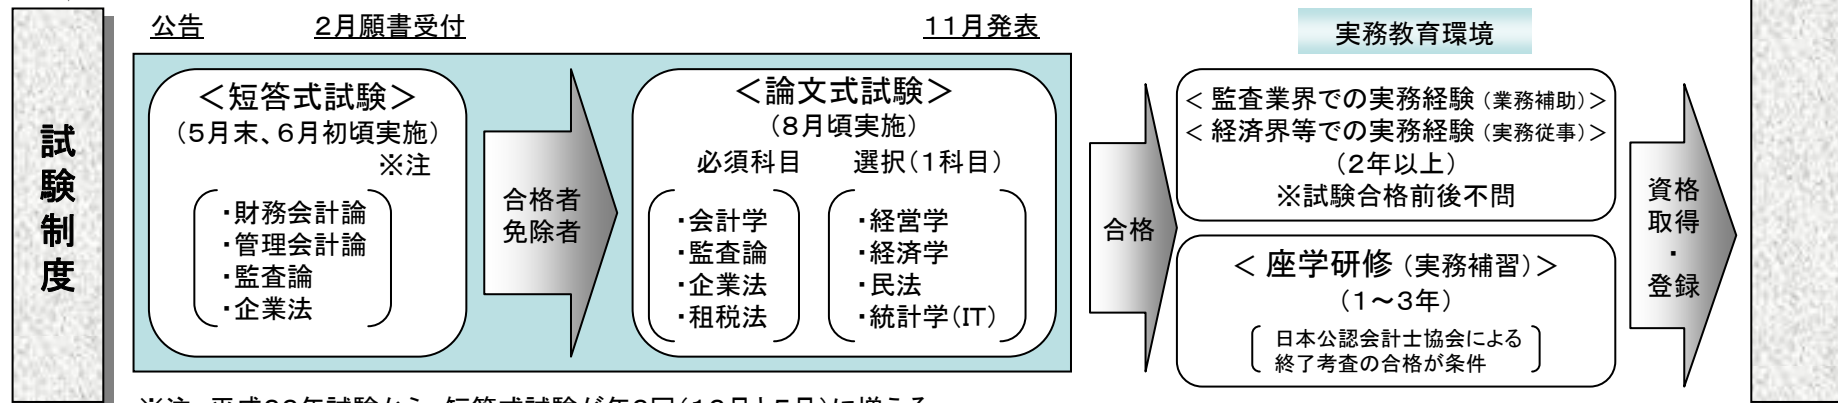 試験制度
公告 2月願書受付 11月発表
<短答式試験>
(5月末、6月初頃実施)
※注
・財務会計論
・管理会計論
・監査論
・企業法
合格者
免除者
<論文式試験>
(8月頃実施)
必須科目 選択(1科目)
・会計学
・監査論
・企業法
・租税法
・経営学
・経済学
・民法
・統計学(IT)
合格
実務教育環境
< 監査業界での実務経験 (業務補助)>
< 経済界等での実務経験 (実務従事)>
(2年以上)
※試験合格前後不問
< 座学研修 (実務補習)>
(1~3年)
日本公認会計士協会による
終了考査の合格が条件
資格
取得
・
登録